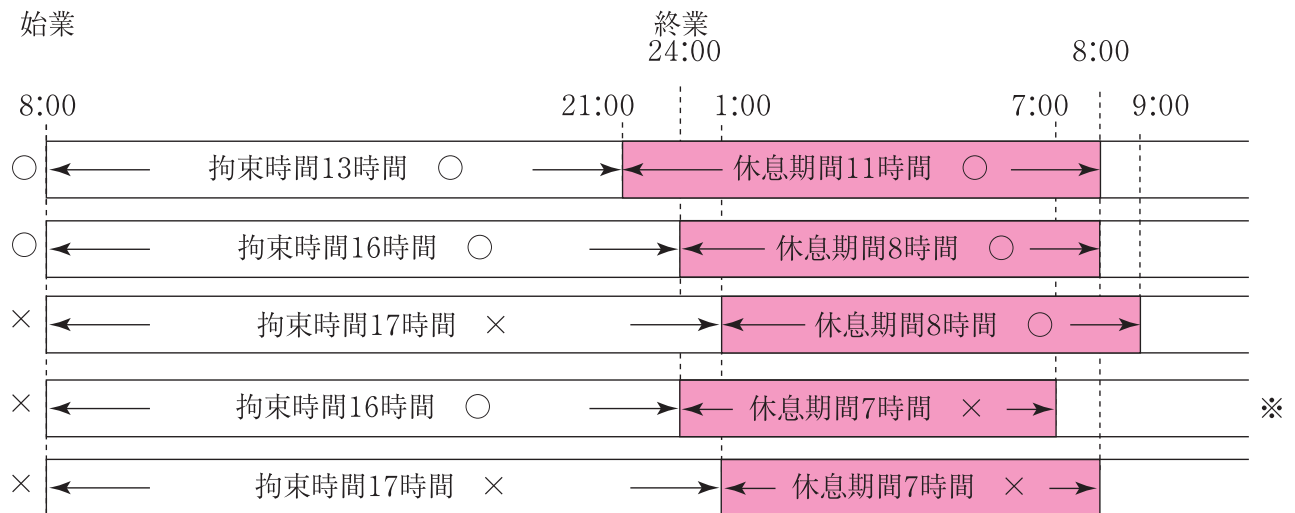 始業 終業
24:00 8:00
8:00 21:00 1:00 7:00 9:00
○ 拘束時間13時間 ○ 休息期間11時間 ○
○ 拘束時間16時間 ○ 休息期間8時間 ○
× 拘束時間17時間 × 休息期間8時間 ○
× 拘束時間16時間 ○ 休息期間7時間 × ※
× 拘束時間17時間 × 休息期間7時間 ×